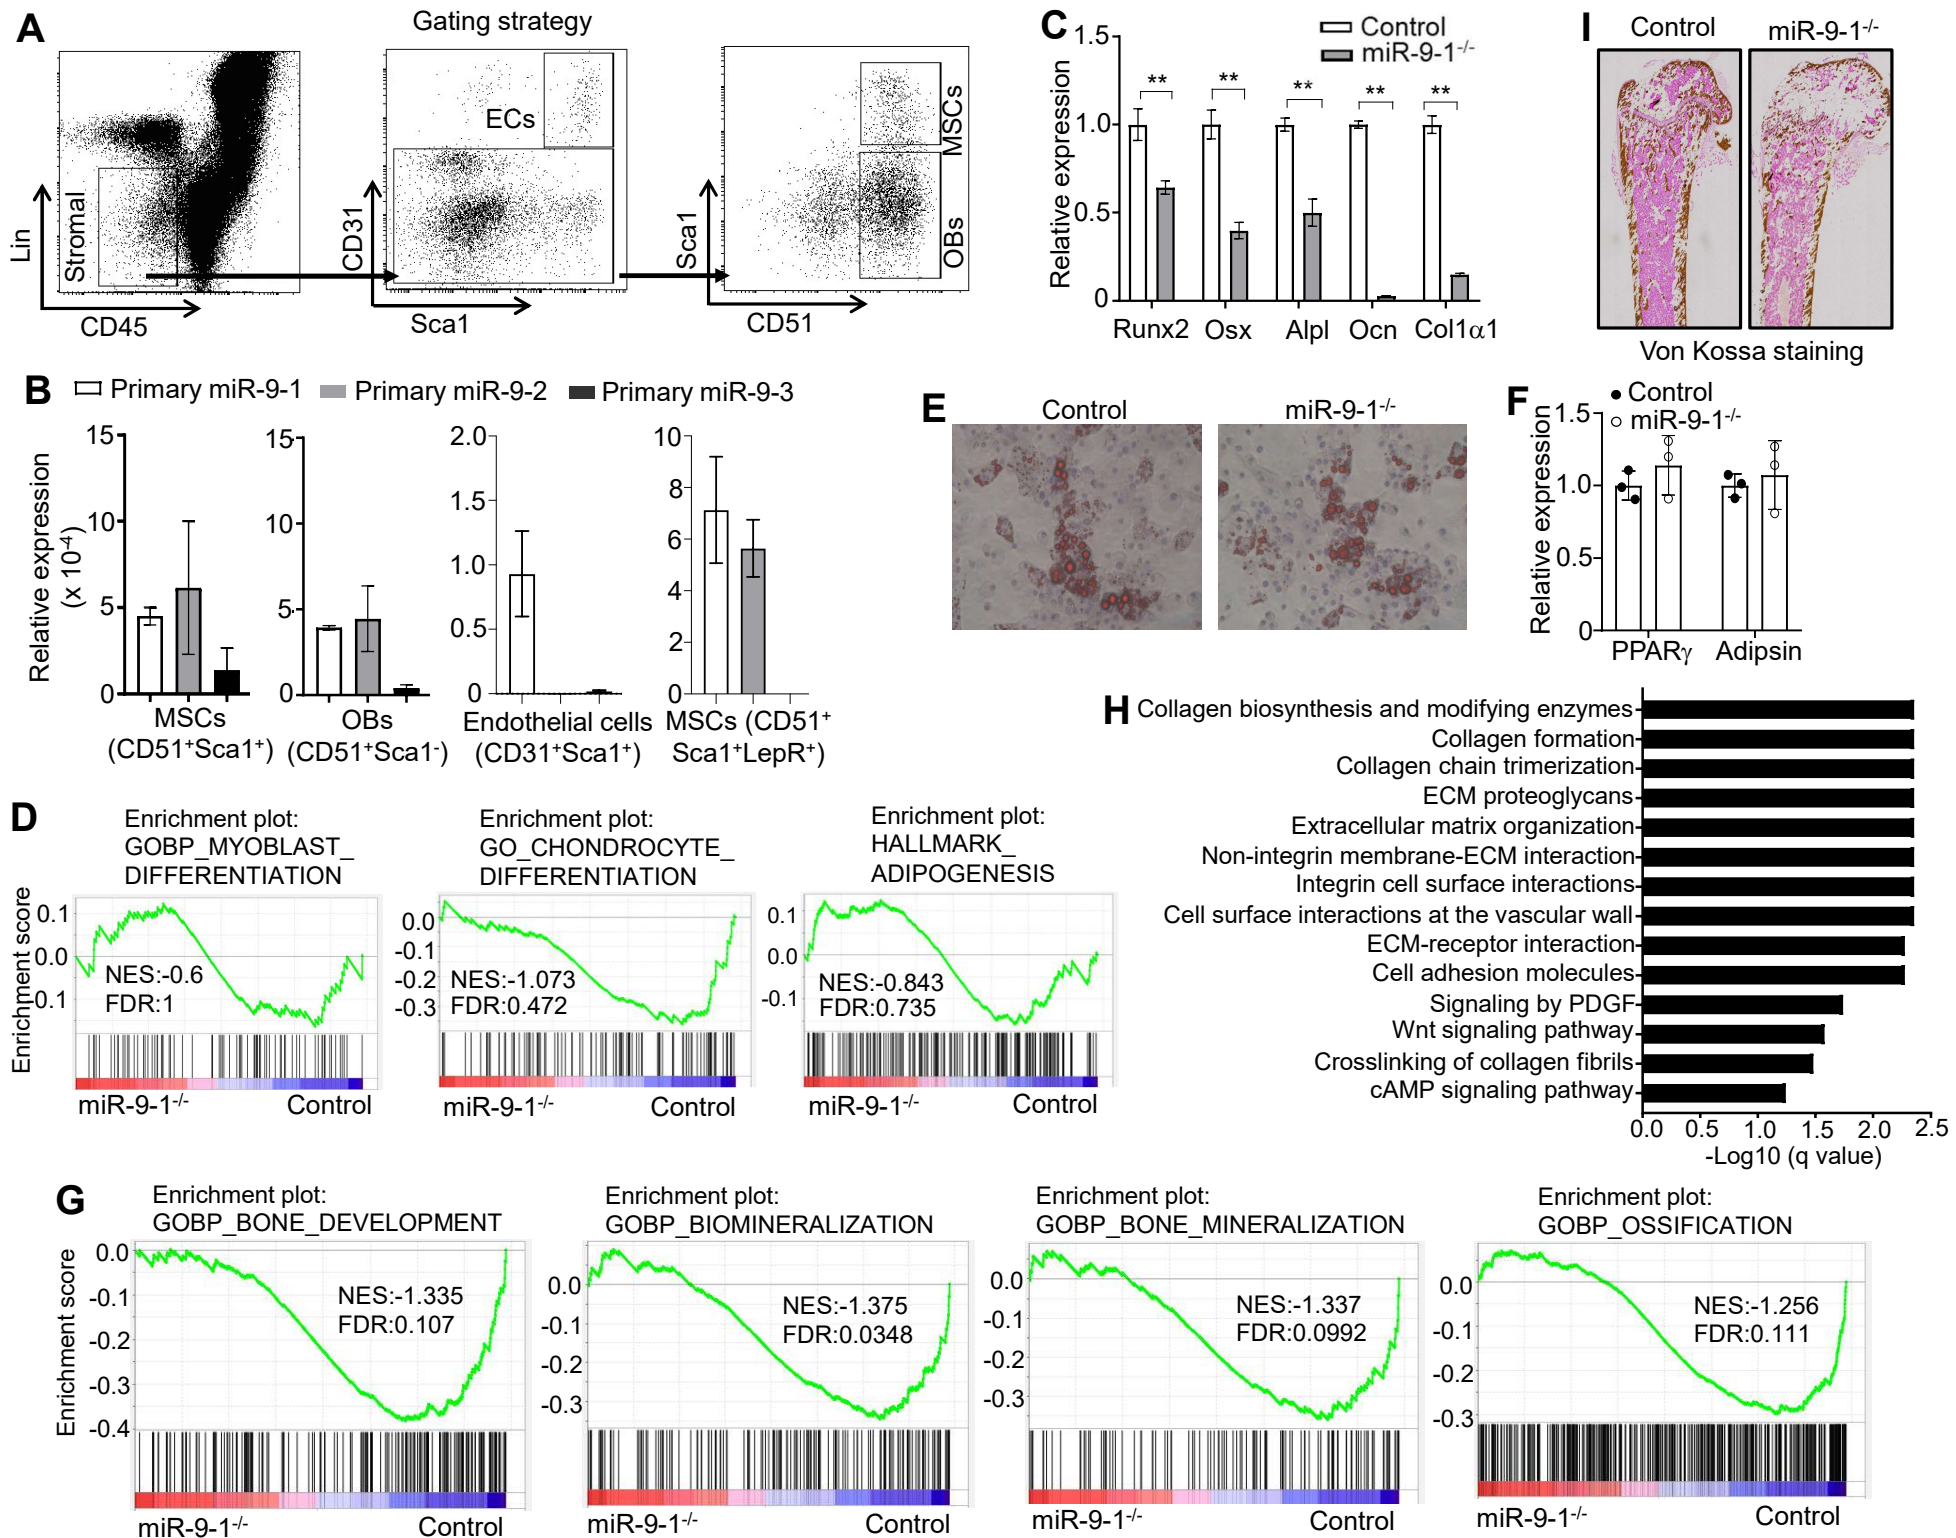 A
Gating strategy
Lin
Stromal
CD45
ECs
CD31
Sca1
MSCs
OBs
Sca1
CD51
B
Primary miR-9-1
Primary miR-9-2
Primary miR-9-3
Relative expression
(x 10⁻⁴)
15
10
5
0
MSCs
(CD51⁺Sca1⁺)
15
10
5
0
OBs
(CD51⁺Sca1⁻)
2.0
1.5
1.0
0.5
0
Endothelial cells
(CD31⁺Sca1⁺)
10
8
6
4
2
0
MSCs (CD51⁺
Sca1⁺LepR⁺)
C
Control
miR-9-1⁻/⁻
Relative expression
1.5
1.0
0.5
0
** ** ** ** **
Runx2 Osx Alpl Ocn Col1α1
I
Control miR-9-1⁻/⁻
Von Kossa staining
E
Control miR-9-1⁻/⁻
F
Control
miR-9-1⁻/⁻
Relative expression
1.5
1.0
0.5
0
PPARγ Adipsin
D
Enrichment plot:
GOBP_MYOBLAST_
DIFFERENTIATION
Enrichment score
0.1
0.0
-0.1
NES:-0.6
FDR:1
miR-9-1⁻/⁻ Control
Enrichment plot:
GO_CHONDROCYTE_
DIFFERENTIATION
0.0
-0.1
-0.2
-0.3
NES:-1.073
FDR:0.472
miR-9-1⁻/⁻ Control
Enrichment plot:
HALLMARK_
ADIPOGENESIS
0.1
0.0
-0.1
NES:-0.843
FDR:0.735
miR-9-1⁻/⁻ Control
H
Collagen biosynthesis and modifying enzymes
Collagen formation
Collagen chain trimerization
ECM proteoglycans
Extracellular matrix organization
Non-integrin membrane-ECM interaction
Integrin cell surface interactions
Cell surface interactions at the vascular wall
ECM-receptor interaction
Cell adhesion molecules
Signaling by PDGF
Wnt signaling pathway
Crosslinking of collagen fibrils
cAMP signaling pathway
0.0 0.5 1.0 1.5 2.0 2.5
-Log10 (q value)
G
Enrichment plot:
GOBP_BONE_DEVELOPMENT
Enrichment score
0.0
-0.1
-0.2
-0.3
-0.4
NES:-1.335
FDR:0.107
miR-9-1⁻/⁻ Control
Enrichment plot:
GOBP_BIOMINERALIZATION
0.0
-0.1
-0.2
-0.3
NES:-1.375
FDR:0.0348
miR-9-1⁻/⁻ Control
Enrichment plot:
GOBP_BONE_MINERALIZATION
0.0
-0.1
-0.2
-0.3
NES:-1.337
FDR:0.0992
miR-9-1⁻/⁻ Control
Enrichment plot:
GOBP_OSSIFICATION
0.0
-0.1
-0.2
-0.3
NES:-1.256
FDR:0.111
miR-9-1⁻/⁻ Control